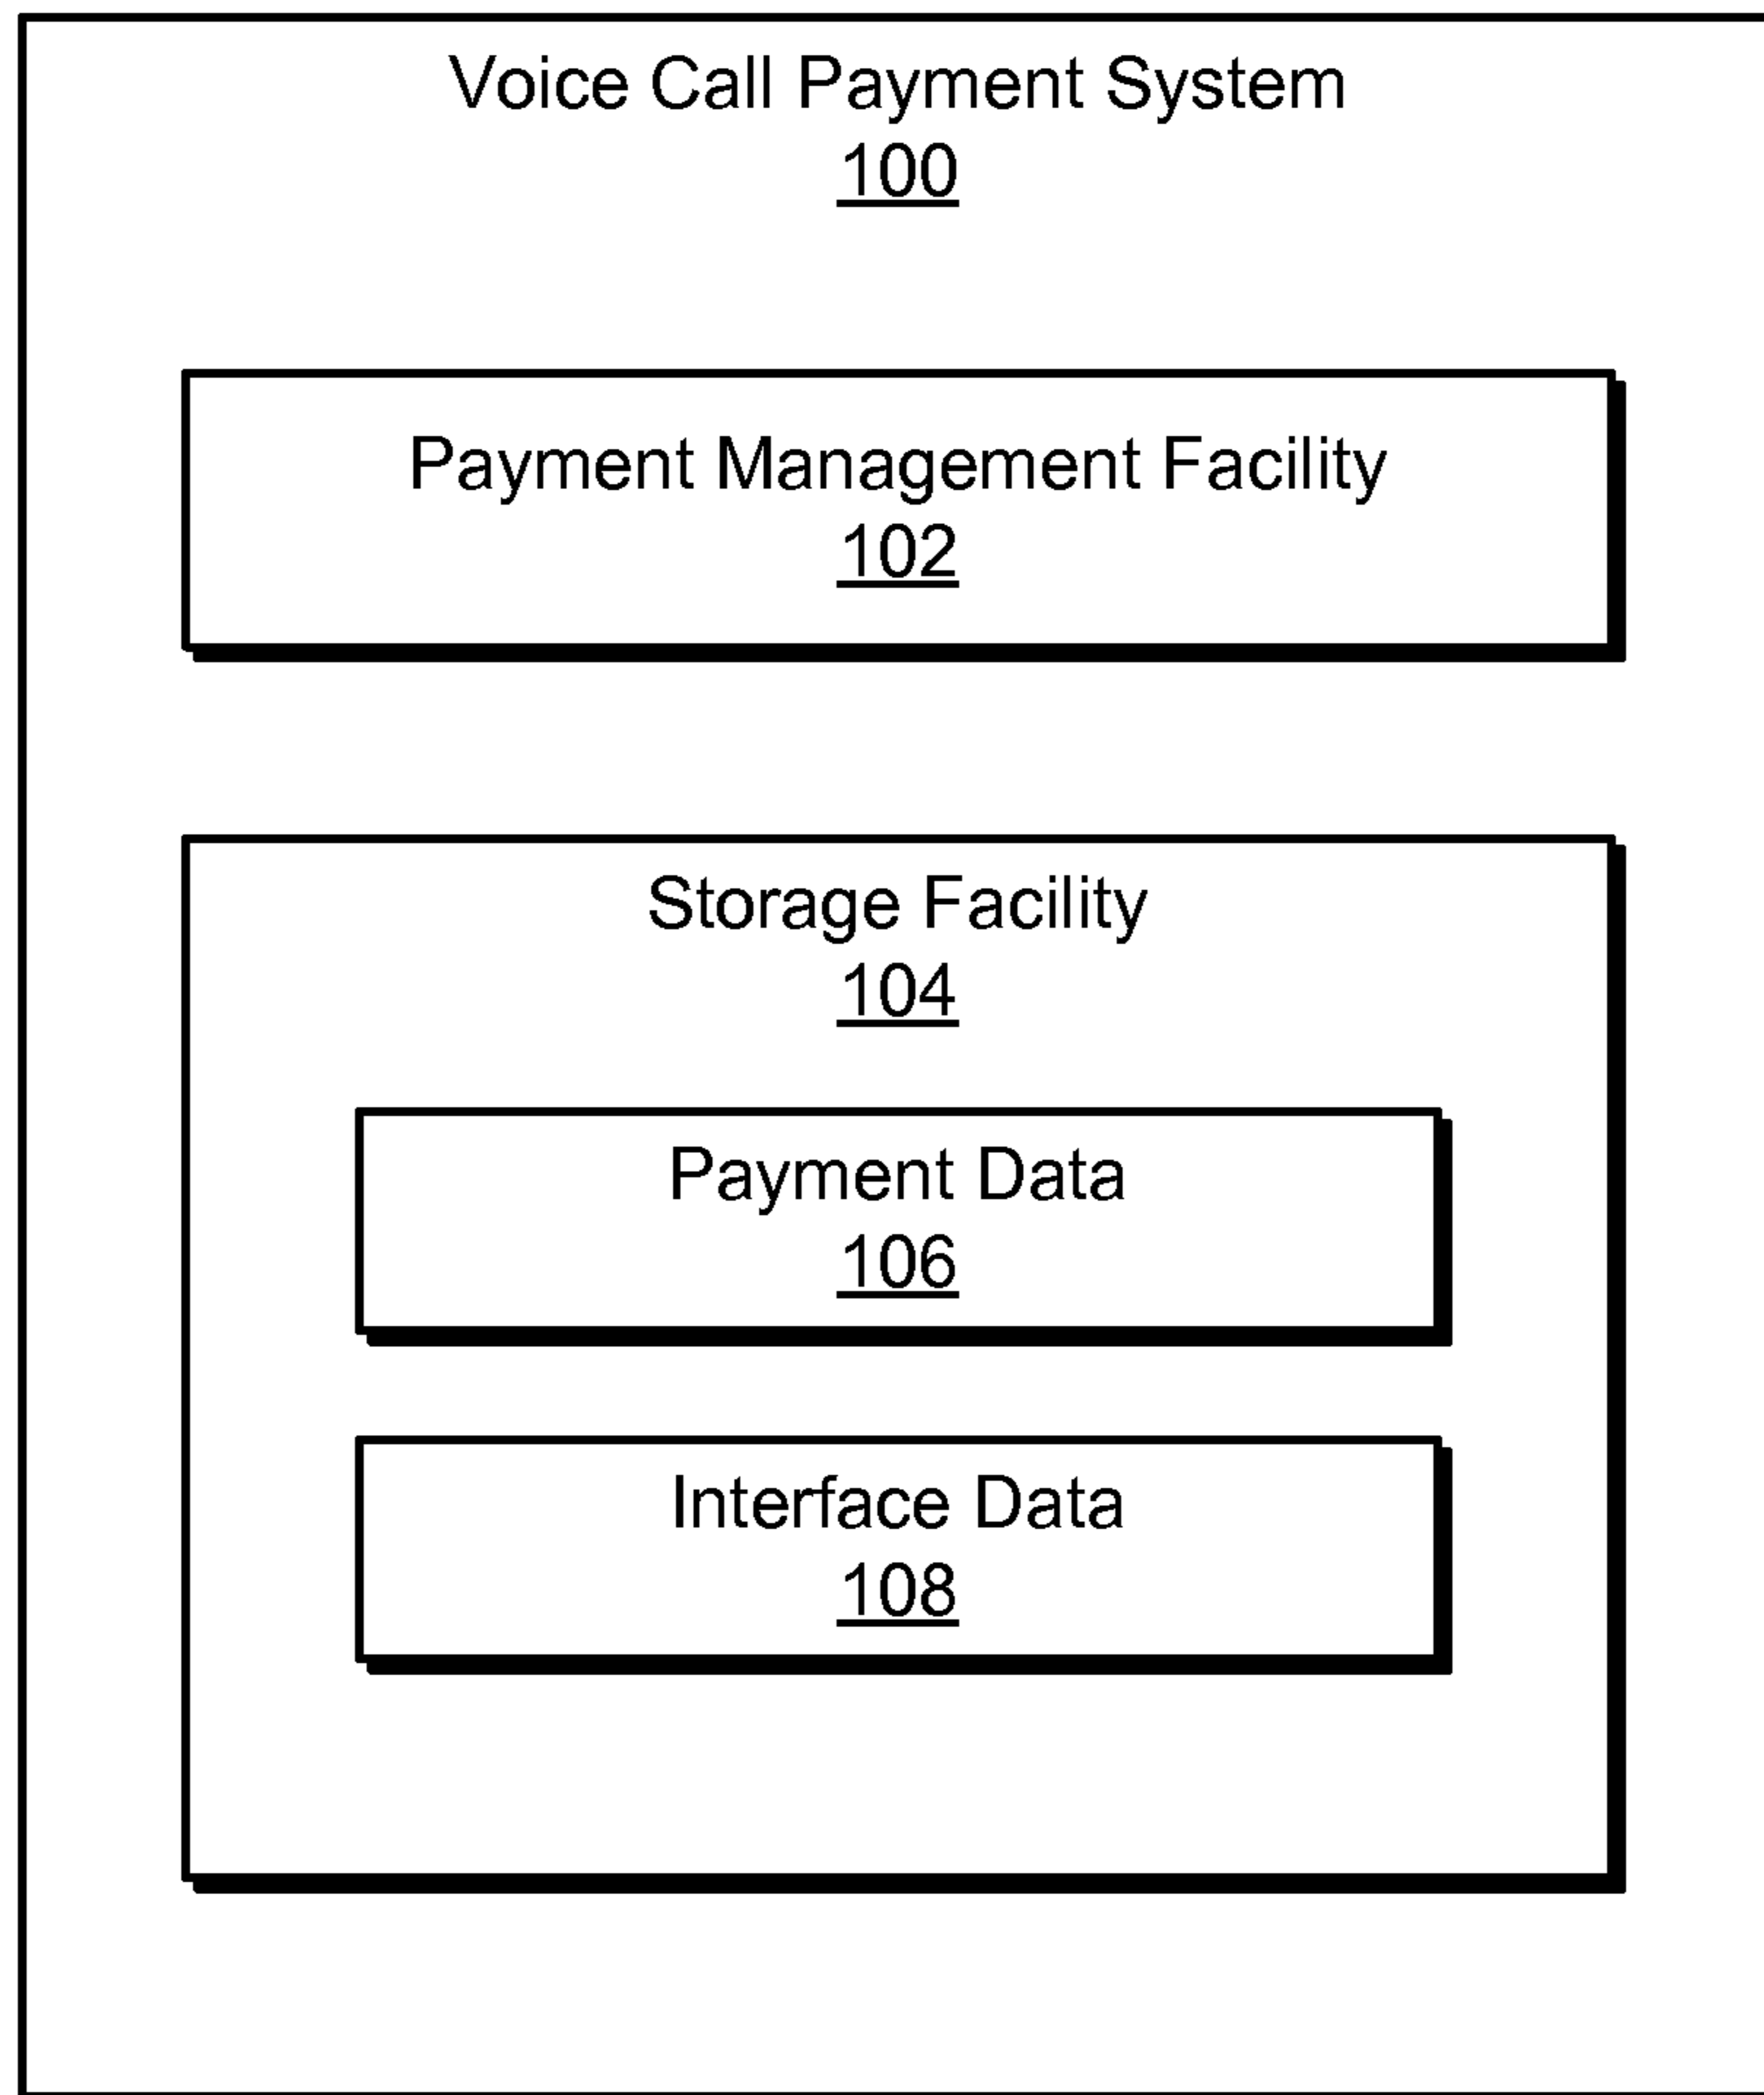 Voice Call Payment System
100
Payment Management Facility
102
Storage Facility
104
Payment Data
106
Interface Data
108